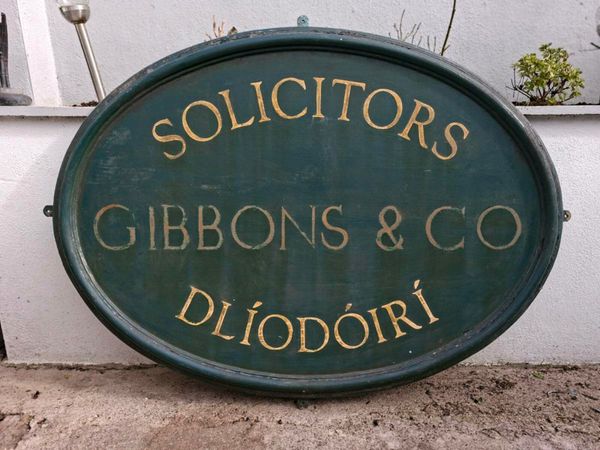 SOLICITORS
GIBBONS & CO
DLÍODÓIRÍ